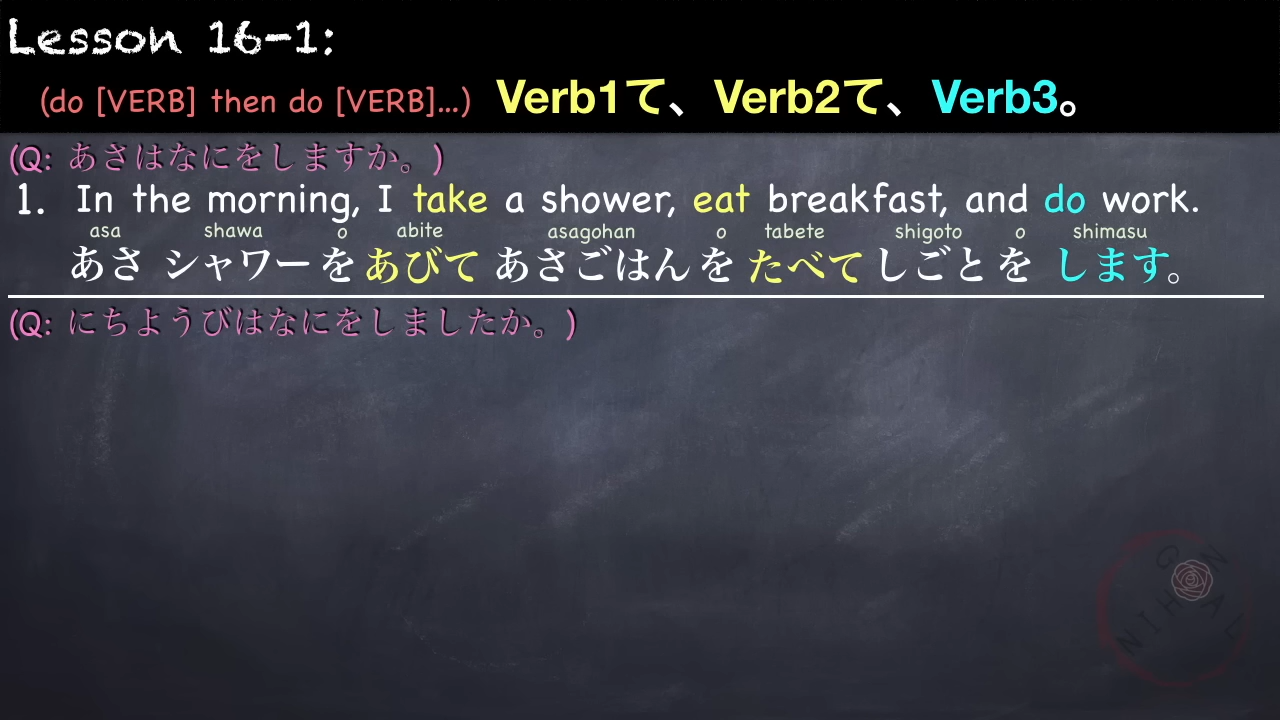 Lesson 16-1:
(do [VERB] then do [VERB]...) Verb1て、Verb2て、Verb3。
(Q: あさはなにをしますか。)
1. In the morning, I take a shower, eat breakfast, and do work.
asa shawa o abite asagohan o tabete shigoto o shimasu
あさ シャワーを あびて あさごはん を たべて しごと を します。
(Q: にちようびはなにをしましたか。)
NIHONGOAL